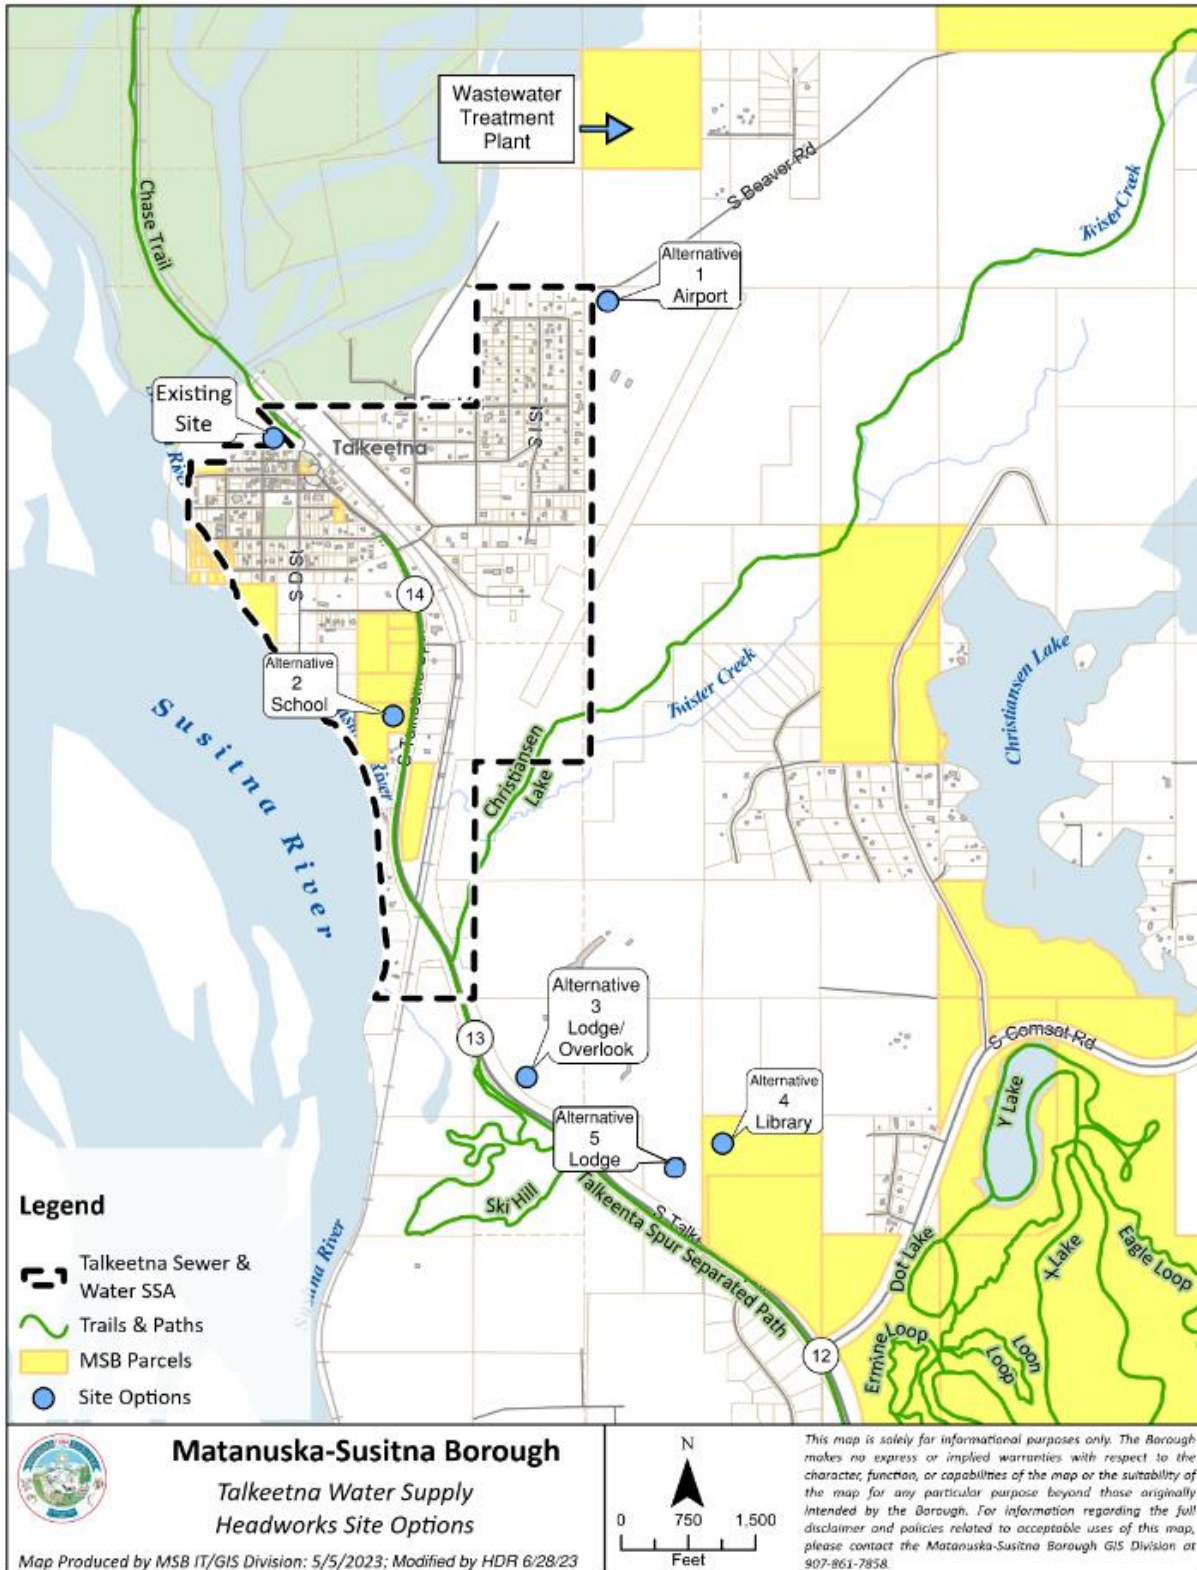 Wastewater
Treatment
Plant
S Beaver Rd
Twister Creek
Chase Trail
Alternative
1
Airport
Existing
Site
River
Talkeetna
S I St
S D St
14
Alternative
2
School
Twister Creek
Christiansen Lake
Susitna River
River
Christiansen
Lake
Alternative
3
Lodge/
Overlook
13
S Comsat Rd
Y Lake
Alternative
4
Library
Alternative
5
Lodge
Ski Hill
S Talk
Talkeenta Spur Separated Path
Dot Lake
X Lake
Eagle Loop
Ermine Loop
Loon
Loop
12
Susitna River
Legend
Talkeetna Sewer &
Water SSA
Trails & Paths
MSB Parcels
Site Options
Matanuska-Susitna Borough
Talkeetna Water Supply
Headworks Site Options
Map Produced by MSB IT/GIS Division: 5/5/2023; Modified by HDR 6/28/23
N
0 750 1,500
Feet
This map is solely for informational purposes only. The Borough
makes no express or implied warranties with respect to the
character, function, or capabilities of the map or the suitability of
the map for any particular purpose beyond those originally
intended by the Borough. For information regarding the full
disclaimer and policies related to acceptable uses of this map,
please contact the Matanuska-Susitna Borough GIS Division at
907-861-7858.